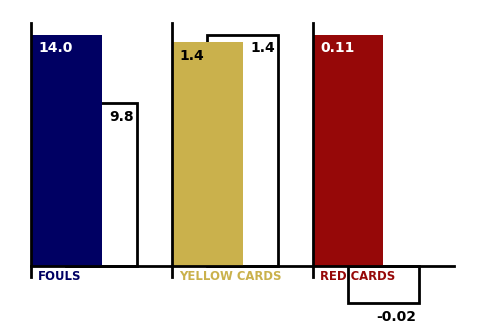 14.0
9.8
1.4
1.4
0.11
FOULS
YELLOW CARDS
RED CARDS
-0.02